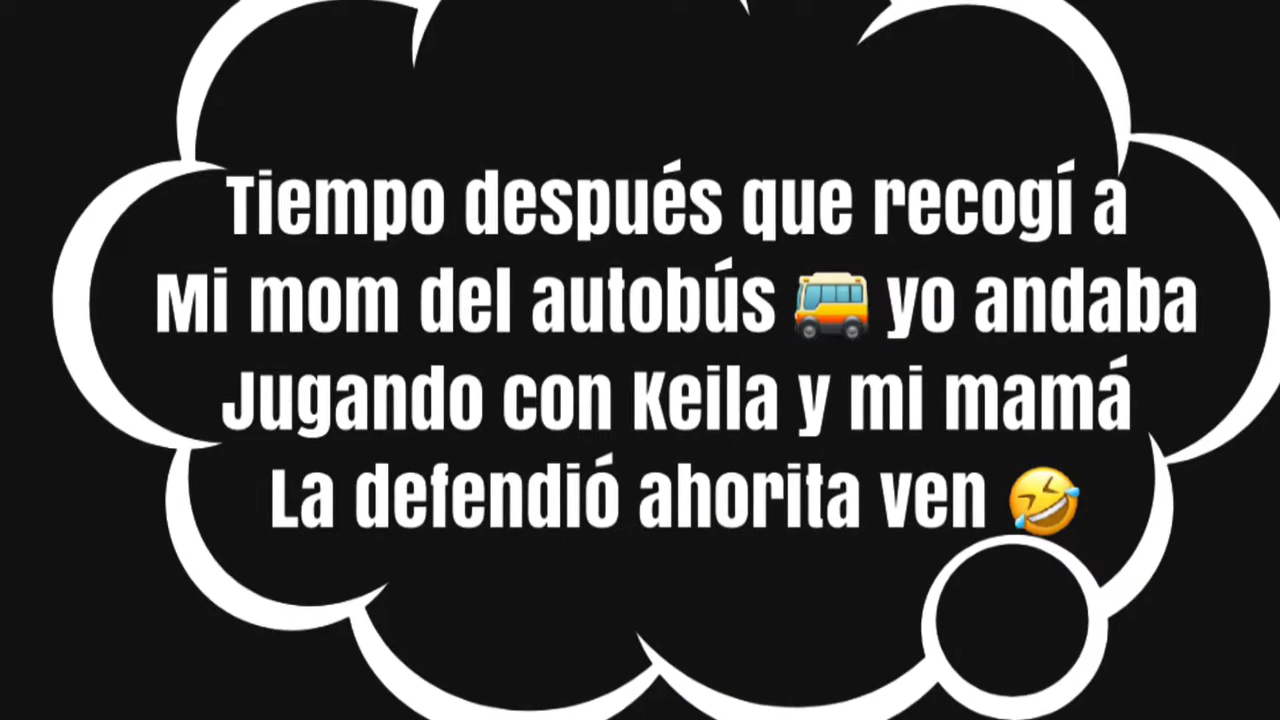 Tiempo después que recogí a
Mi mom del autobús 🚌 yo andaba
Jugando con Keila y mi mamá
La defendió ahorita ven 🤣